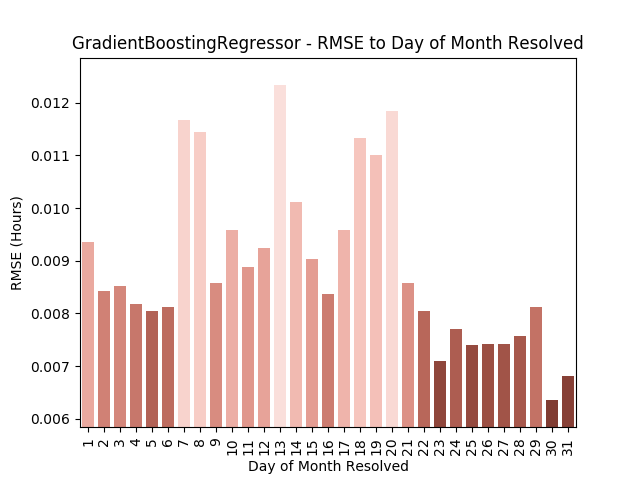 GradientBoostingRegressor - RMSE to Day of Month Resolved
RMSE (Hours)
0.012
0.011
0.010
0.009
0.008
0.007
0.006
1 2 3 4 5 6 7 8 9 10 11 12 13 14 15 16 17 18 19 20 21 22 23 24 25 26 27 28 29 30 31
Day of Month Resolved